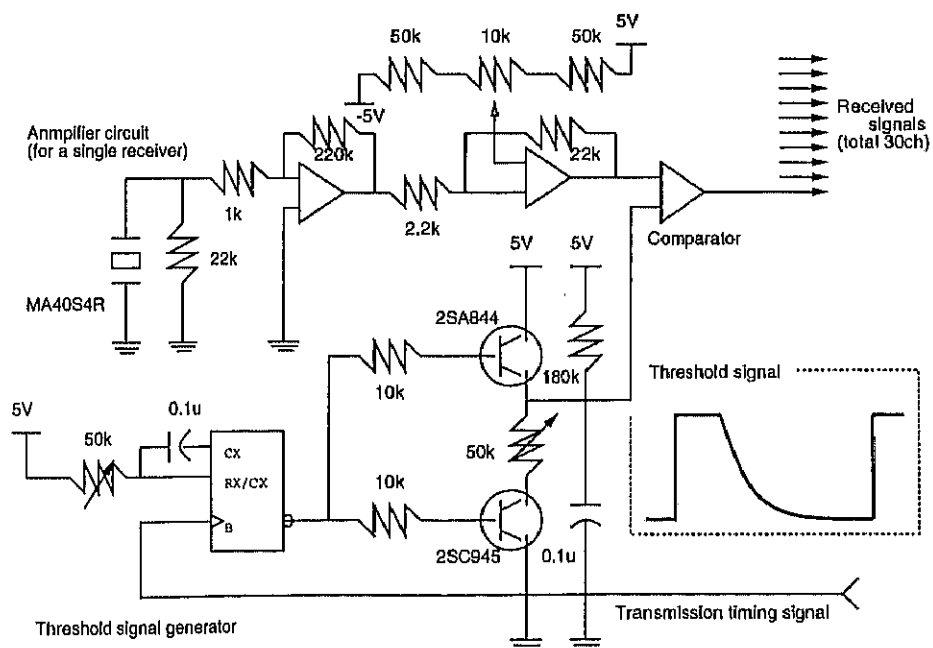 5V
50k
10k
50k
-5V
Received
signals
(total 30ch)
Anmpifier circuit
(for a single receiver)
220k
22k
1k
2.2k
Comparator
22k
MA40S4R
5V
5V
2SA844
10k
180k
Threshold signal
5V
50k
0.1u
CX
RX/CX
B
50k
10k
2SC945
0.1u
Transmission timing signal
Threshold signal generator